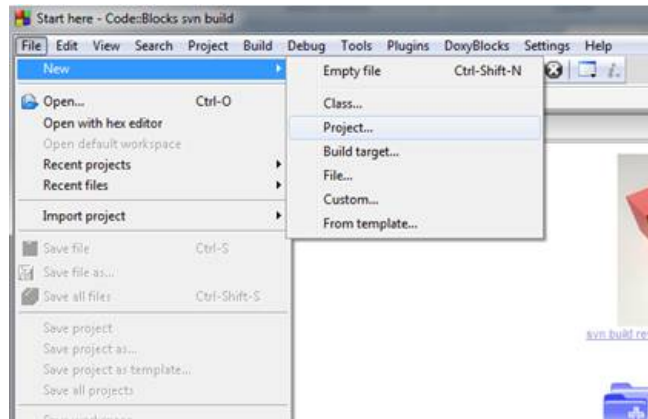 Start here - Code::Blocks svn build
File Edit View Search Project Build Debug Tools Plugins DoxyBlocks Settings Help
New
Open... Ctrl-O
Open with hex editor
Open default workspace
Recent projects
Recent files
Import project
Save file Ctrl-S
Save file as...
Save all files Ctrl-Shift-S
Save project
Save project as...
Save project as template...
Save all projects
Save workspace
Empty file Ctrl-Shift-N
Class...
Project...
Build target...
File...
Custom...
From template...
svn build